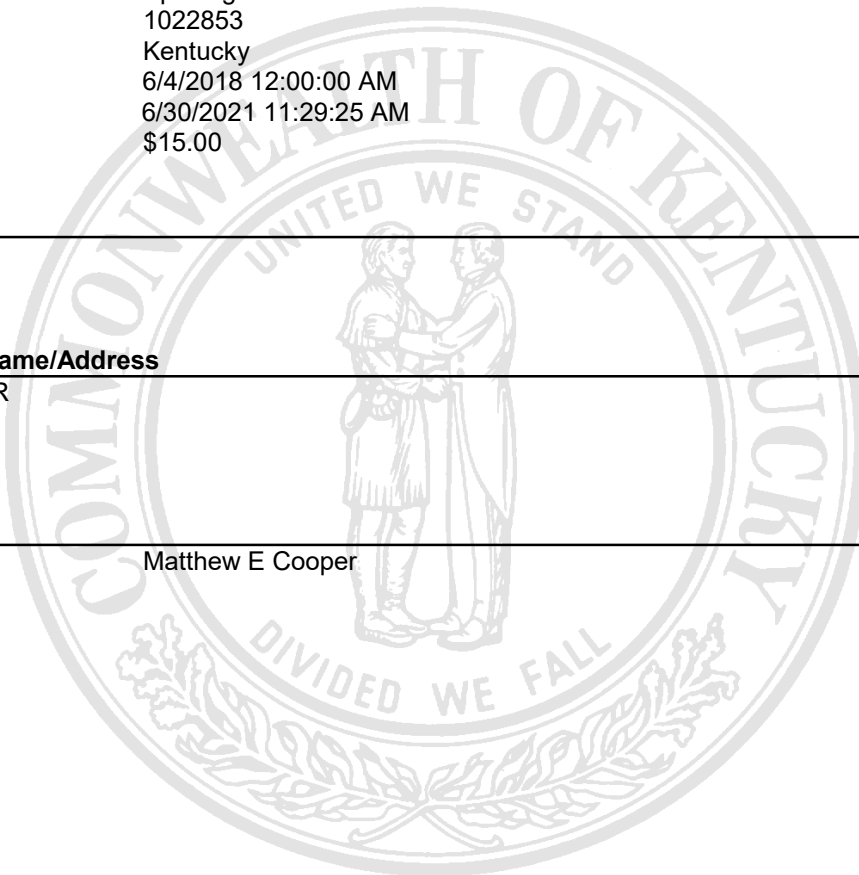 1022853
Kentucky
6/4/2018 12:00:00 AM
6/30/2021 11:29:25 AM
$15.00
COMMONWEALTH OF KENTUCKY
UNITED WE STAND
ame/Address
R
Matthew E Cooper
DIVIDED WE FALL